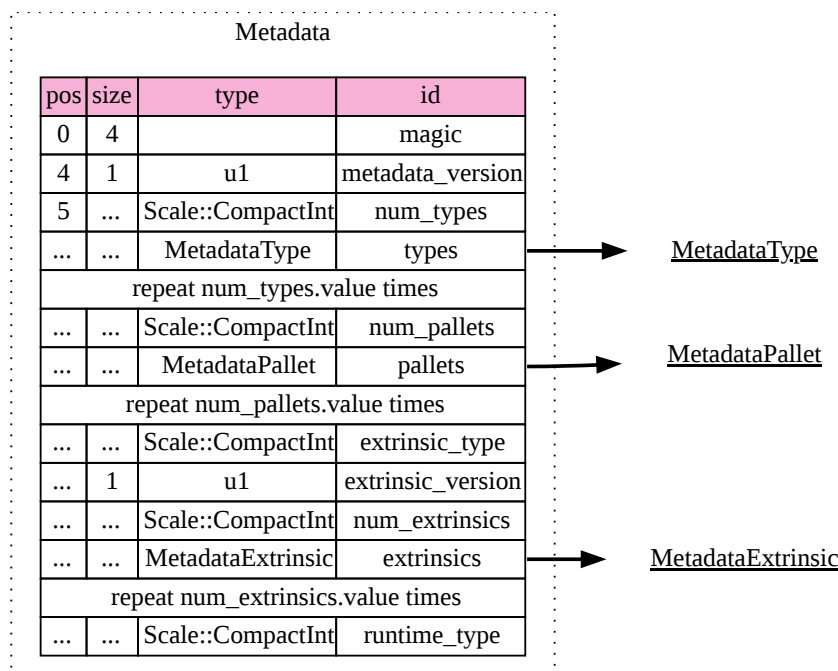 Metadata
pos size type id
0 4 magic
4 1 u1 metadata_version
5 ... Scale::CompactInt num_types
... ... MetadataType types MetadataType
repeat num_types.value times
... ... Scale::CompactInt num_pallets
... ... MetadataPallet pallets MetadataPallet
repeat num_pallets.value times
... ... Scale::CompactInt extrinsic_type
... 1 u1 extrinsic_version
... ... Scale::CompactInt num_extrinsics
... ... MetadataExtrinsic extrinsics MetadataExtrinsic
repeat num_extrinsics.value times
... ... Scale::CompactInt runtime_type